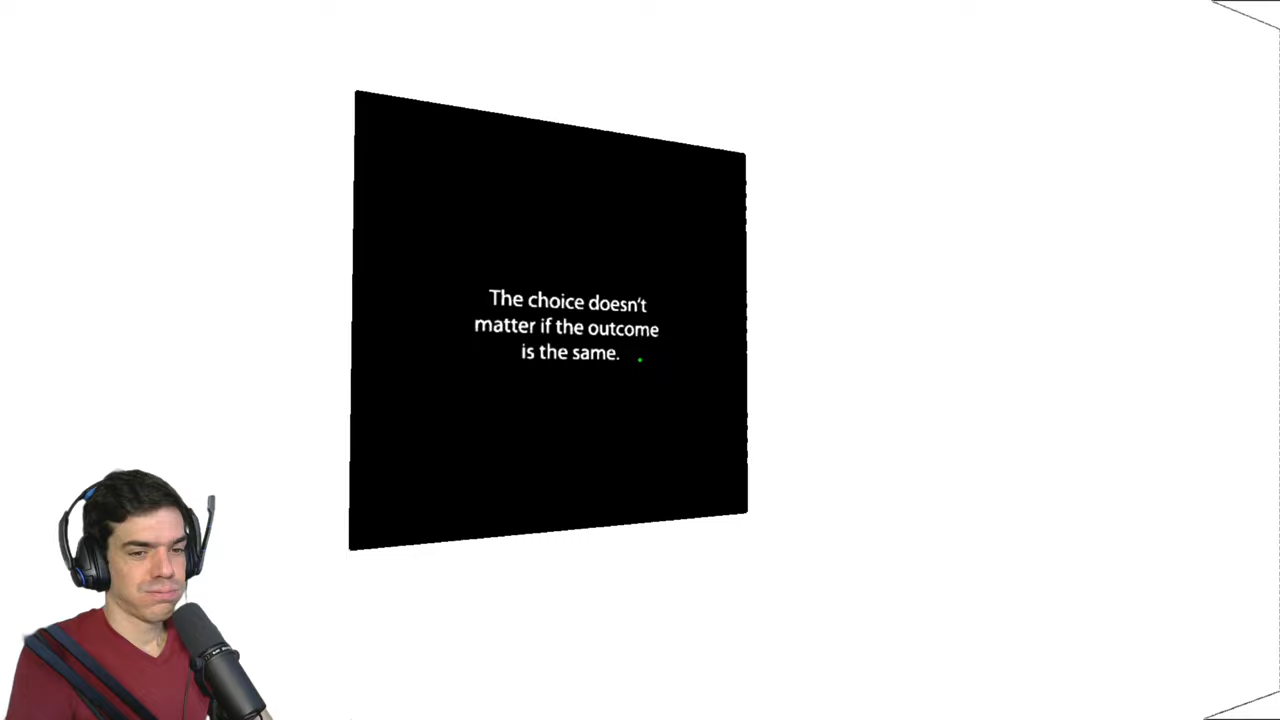 The choice doesn't
matter if the outcome
is the same.